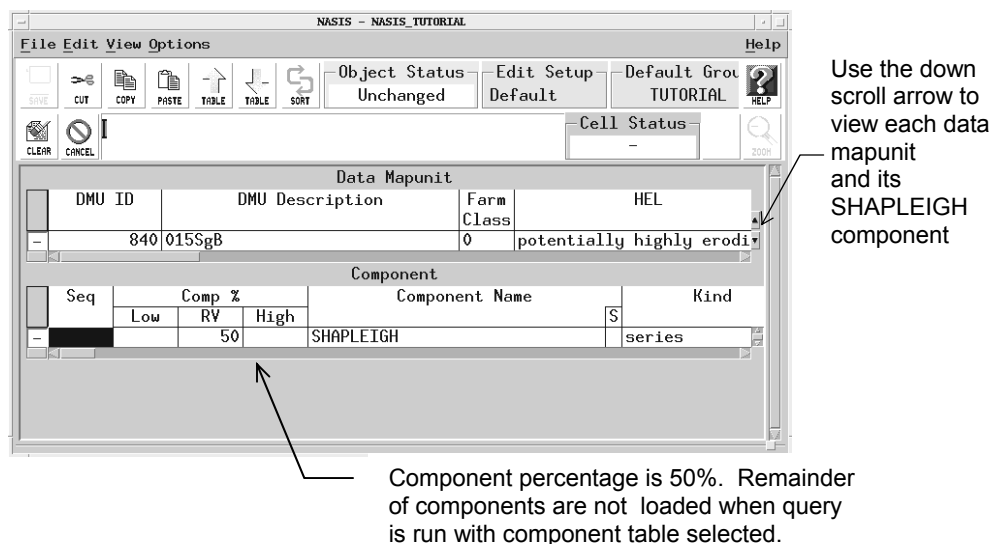 NASIS - NASIS_TUTORIAL
File Edit View Options Help
SAVE CUT COPY PASTE TABLE TABLE SORT Object Status Unchanged Edit Setup Default Default Grou TUTORIAL HELP
CLEAR CANCEL Cell Status - ZOOM
Data Mapunit
DMU ID DMU Description Farm Class HEL
840 015SgB 0 potentially highly erodi
Component
Seq Comp % Component Name Kind
Low RV High S
50 SHAPLEIGH series
Use the down
scroll arrow to
view each data
mapunit
and its
SHAPLEIGH
component
Component percentage is 50%. Remainder
of components are not loaded when query
is run with component table selected.